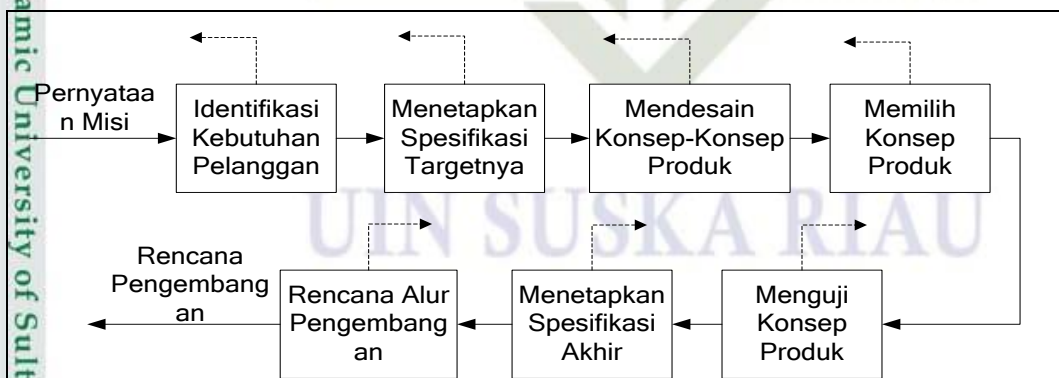 amic University of Sult
Pernyataa
n Misi
Identifikasi
Kebutuhan
Pelanggan
Menetapkan
Spesifikasi
Targetnya
Mendesain
Konsep-Konsep
Produk
Memilih
Konsep
Produk
UIN SUSKA RIAU
Rencana
Pengembang
an
Rencana Alur
Pengembang
an
Menetapkan
Spesifikasi
Akhir
Menguji
Konsep
Produk